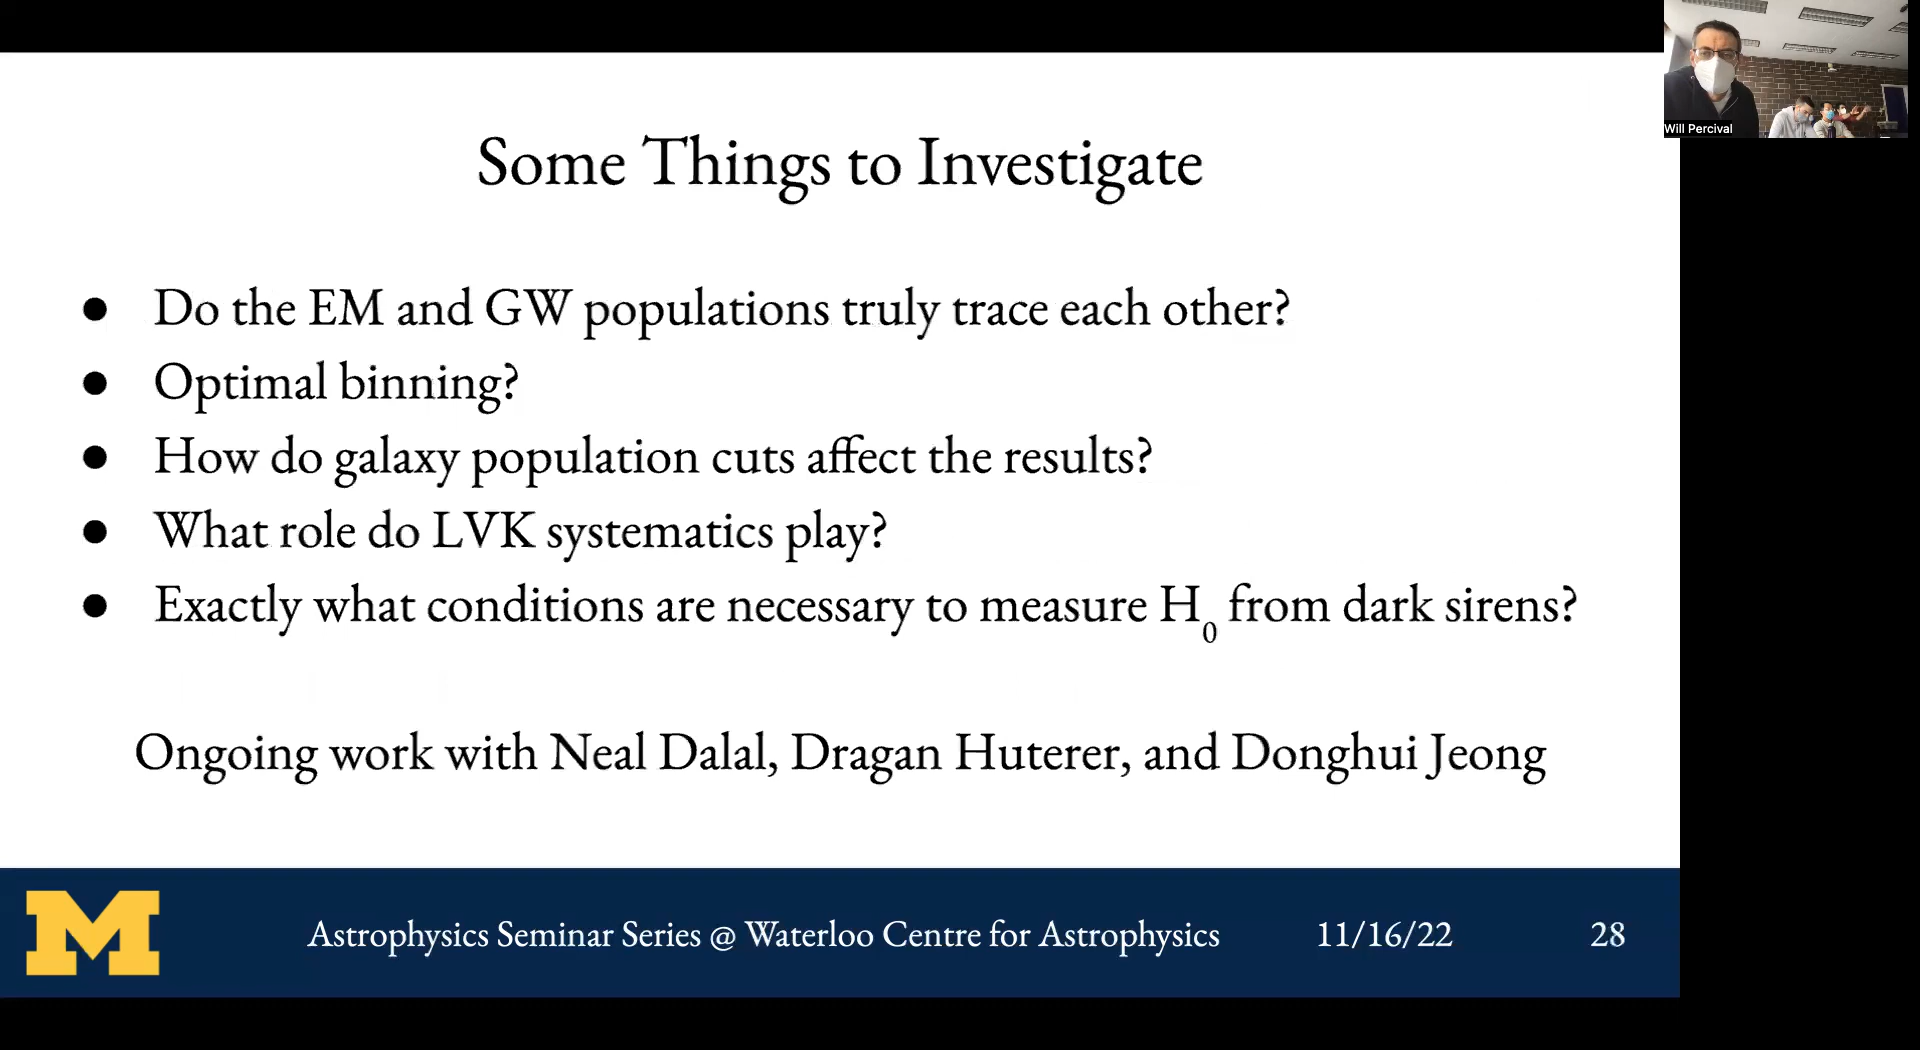 Will Percival
Some Things to Investigate
● Do the EM and GW populations truly trace each other?
● Optimal binning?
● How do galaxy population cuts affect the results?
● What role do LVK systematics play?
● Exactly what conditions are necessary to measure H₀ from dark sirens?
Ongoing work with Neal Dalal, Dragan Huterer, and Donghui Jeong
M Astrophysics Seminar Series @ Waterloo Centre for Astrophysics 11/16/22 28